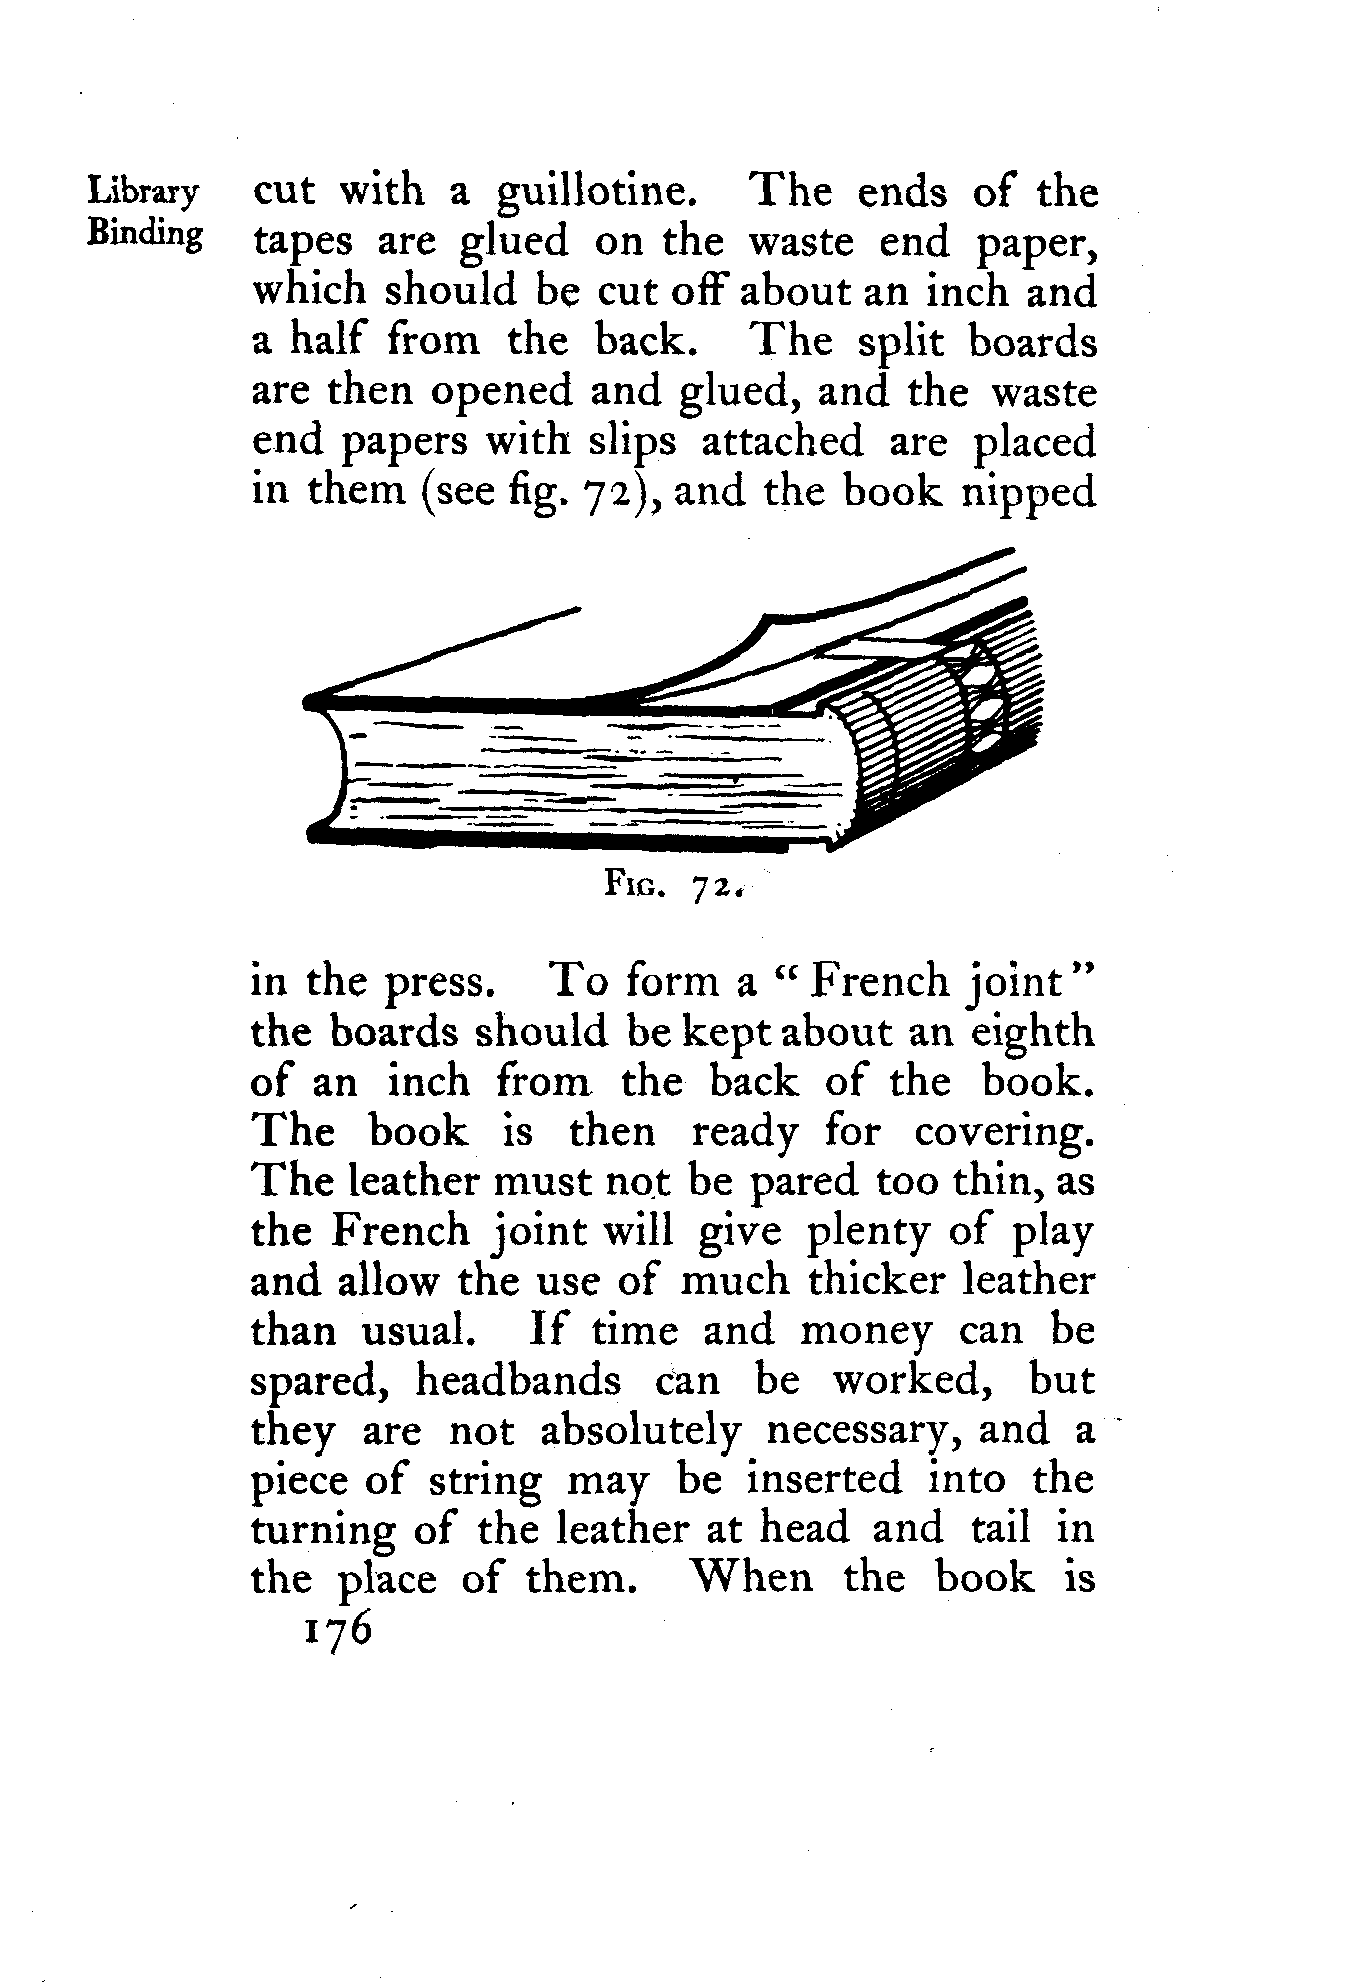 Library
Binding
cut with a guillotine. The ends of the
tapes are glued on the waste end paper,
which should be cut off about an inch and
a half from the back. The split boards
are then opened and glued, and the waste
end papers with slips attached are placed
in them (see fig. 72), and the book nipped
Fig. 72.
in the press. To form a “ French joint ”
the boards should be kept about an eighth
of an inch from the back of the book.
The book is then ready for covering.
The leather must not be pared too thin, as
the French joint will give plenty of play
and allow the use of much thicker leather
than usual. If time and money can be
spared, headbands can be worked, but
they are not absolutely necessary, and a
piece of string may be inserted into the
turning of the leather at head and tail in
the place of them. When the book is
176